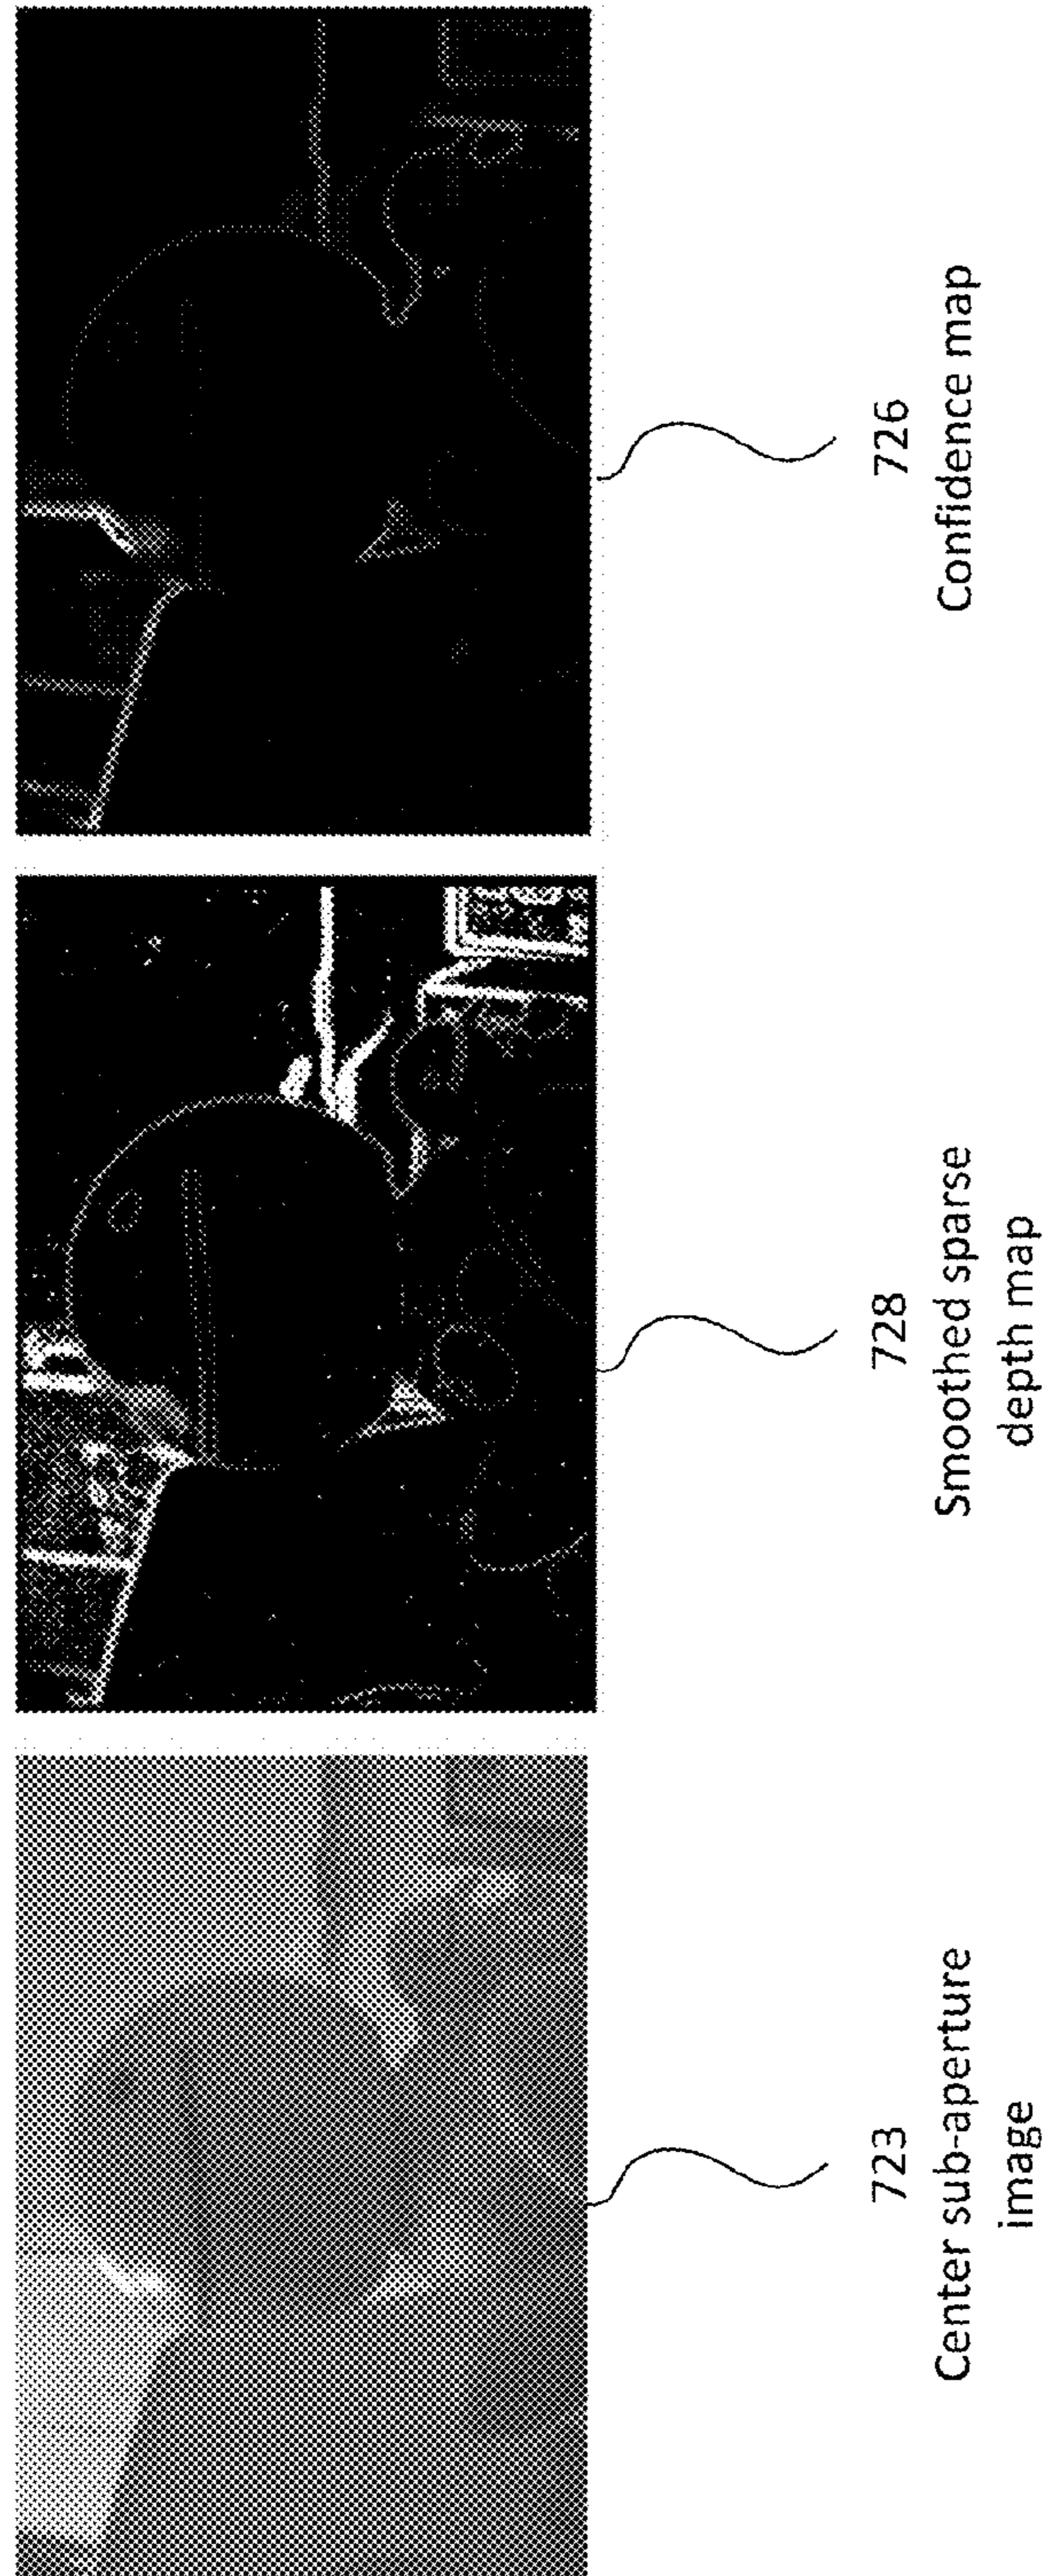 723
Center sub-aperture
image
728
Smoothed sparse
depth map
726
Confidence map